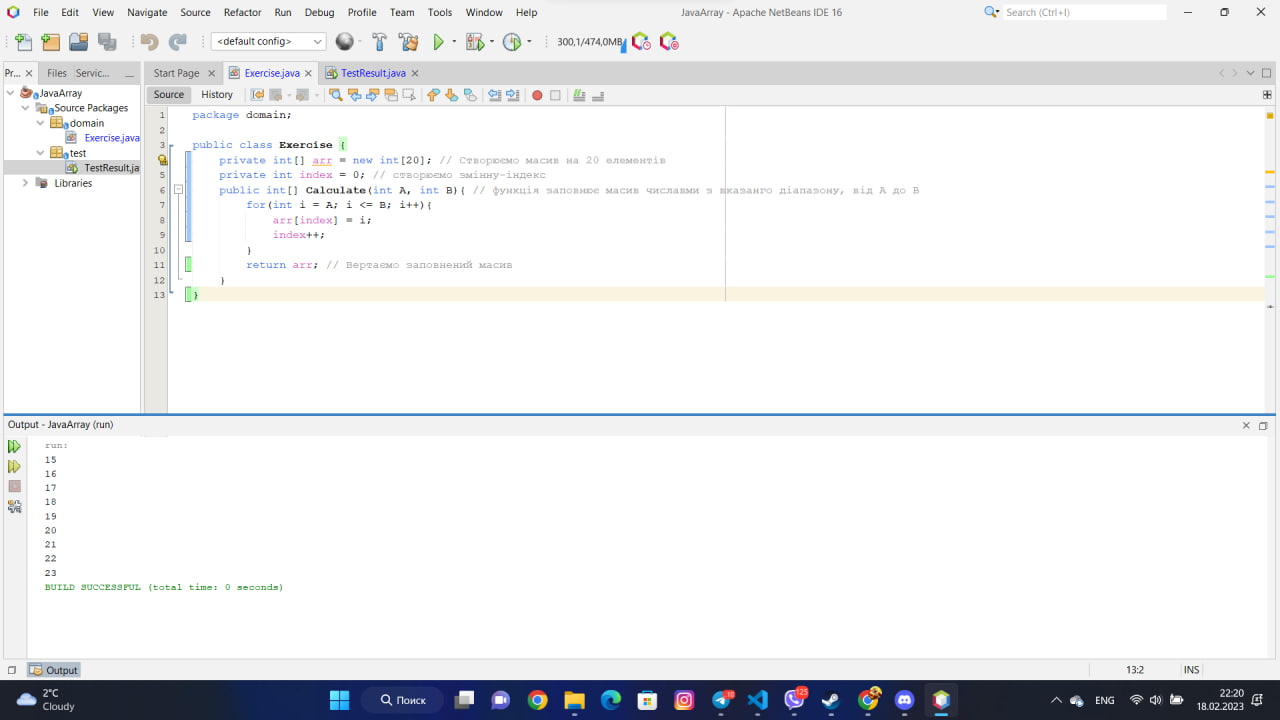 File Edit View Navigate Source Refactor Run Debug Profile Team Tools Window Help
JavaArray - Apache NetBeans IDE 16
Search (Ctrl+I)
<default config>
300,1/474,0MB
Pr... Files Servic...
Start Page Exercise.java TestResult.java
JavaArray
Source Packages
domain
Exercise.java
test
TestResult.ja
Libraries
Source History
1 package domain;
2
3 public class Exercise {
private int[] arr = new int[20]; // Створюємо масив на 20 елементів
5 private int index = 0; // створюємо змінну-індекс
6 public int[] Calculate(int A, int B){ // функція заповнює масив числавми з вказанго діапазону, від A до B
7 for(int i = A; i <= B; i++){
8 arr[index] = i;
9 index++;
10 }
11 return arr; // Вертаємо заповнений масив
12 }
13 }
Output - JavaArray (run)
run:
15
16
17
18
19
20
21
22
23
BUILD SUCCESSFUL (total time: 0 seconds)
Output
13:2 INS
2°C
Cloudy
Поиск
10
125
ENG
22:20
18.02.2023